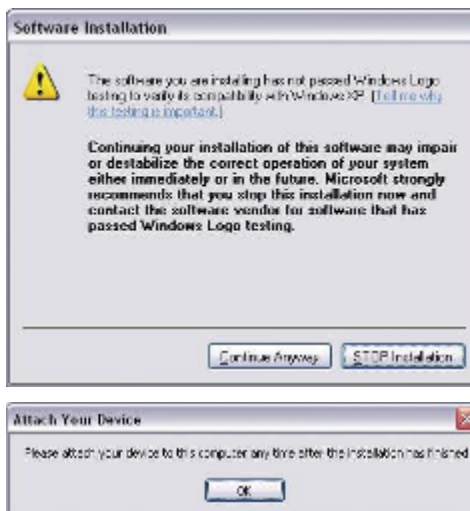 Software Installation
The software you are installing has not passed Windows Logo
testing to verify its compatibility with Windows XP. (Tell me why
this testing is important.)
Continuing your installation of this software may impair
or destabilize the correct operation of your system
either immediately or in the future. Microsoft strongly
recommends that you stop this installation now and
contact the software vendor for software that has
passed Windows Logo testing.
Continue Anyway
STOP Installation
Attach Your Device
Please attach your device to this computer any time after the installation has finished
OK